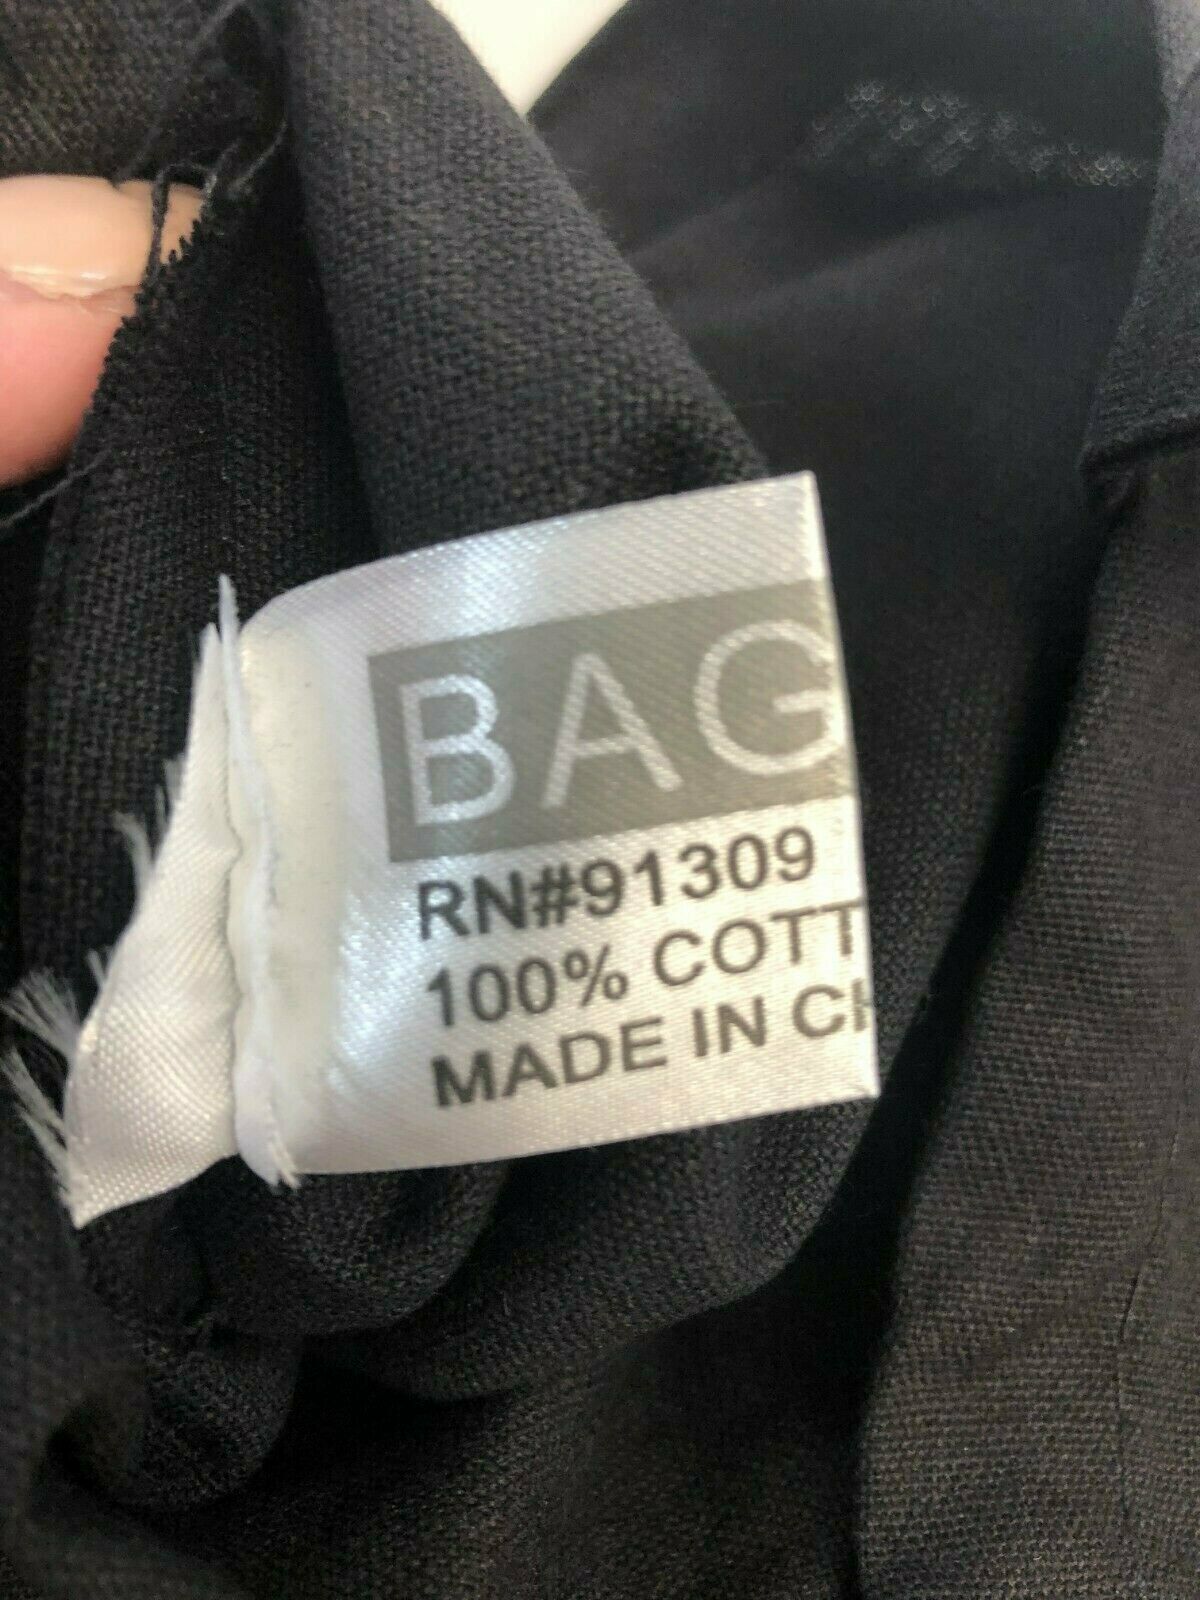 BAG
RN#91309
100% COTT
MADE IN CH